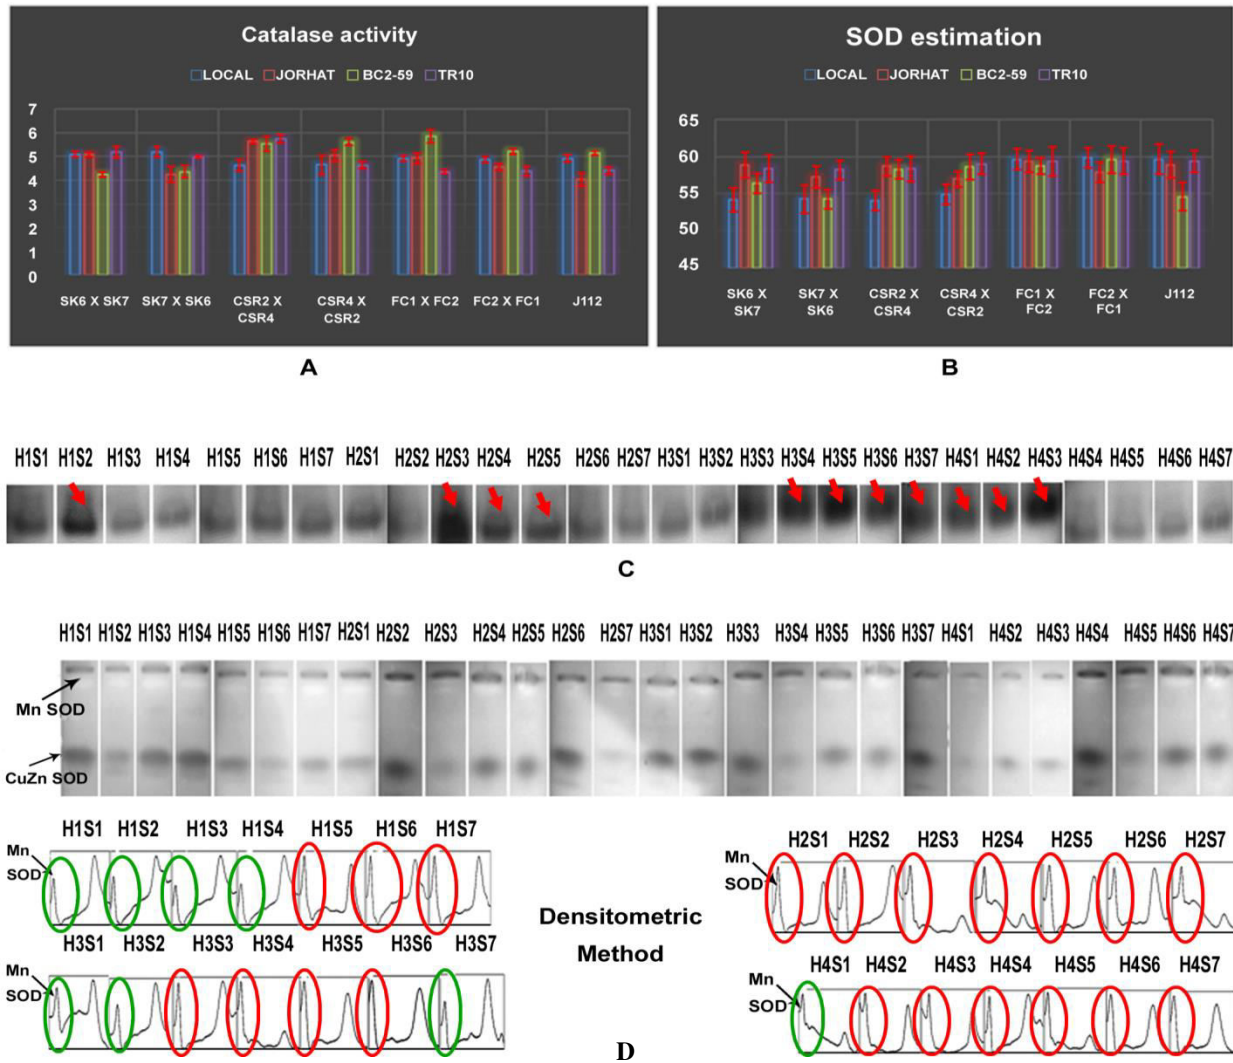 Catalase activity
LOCAL JORHAT BC2-59 TR10
7
6
5
4
3
2
1
0
SK6 X SK7 SK7 X SK6 CSR2 X CSR4 CSR4 X CSR2 FC1 X FC2 FC2 X FC1 J112
A
SOD estimation
LOCAL JORHAT BC2-59 TR10
65
60
55
50
45
SK6 X SK7 SK7 X SK6 CSR2 X CSR4 CSR4 X CSR2 FC1 X FC2 FC2 X FC1 J112
B
H1S1 H1S2 H1S3 H1S4 H1S5 H1S6 H1S7 H2S1 H2S2 H2S3 H2S4 H2S5 H2S6 H2S7 H3S1 H3S2 H3S3 H3S4 H3S5 H3S6 H3S7 H4S1 H4S2 H4S3 H4S4 H4S5 H4S6 H4S7
C
H1S1 H1S2 H1S3 H1S4 H1S5 H1S6 H1S7 H2S1 H2S2 H2S3 H2S4 H2S5 H2S6 H2S7 H3S1 H3S2 H3S3 H3S4 H3S5 H3S6 H3S7 H4S1 H4S2 H4S3 H4S4 H4S5 H4S6 H4S7
Mn SOD
CuZn SOD
H1S1 H1S2 H1S3 H1S4 H1S5 H1S6 H1S7
Mn
SOD
H3S1 H3S2 H3S3 H3S4 H3S5 H3S6 H3S7
Mn
SOD
Densitometric
Method
H2S1 H2S2 H2S3 H2S4 H2S5 H2S6 H2S7
Mn
SOD
H4S1 H4S2 H4S3 H4S4 H4S5 H4S6 H4S7
Mn
SOD
D